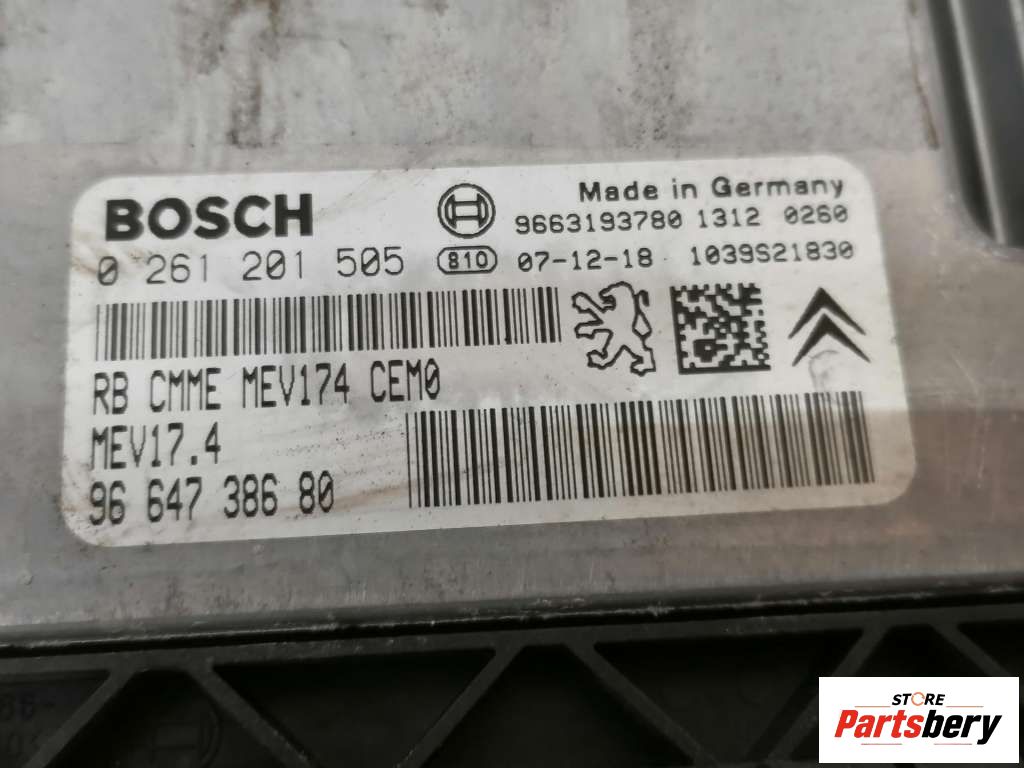 BOSCH
Made in Germany
9663193780 1312 0260
0 261 201 505 810 07-12-18 1039S21830
RB CMME MEV174 CEM0
MEV17.4
96 647 386 80
STORE
Partsbery